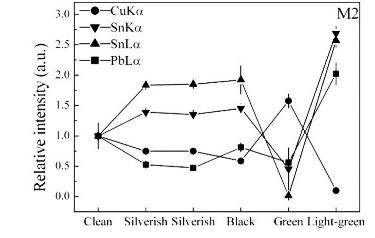 M2
CuKα
SnKα
SnLα
PbLα
Relative intensity (a.u.)
3.0
2.5
2.0
1.5
1.0
0.5
0.0
Clean Silverish Silverish Black Green Light-green